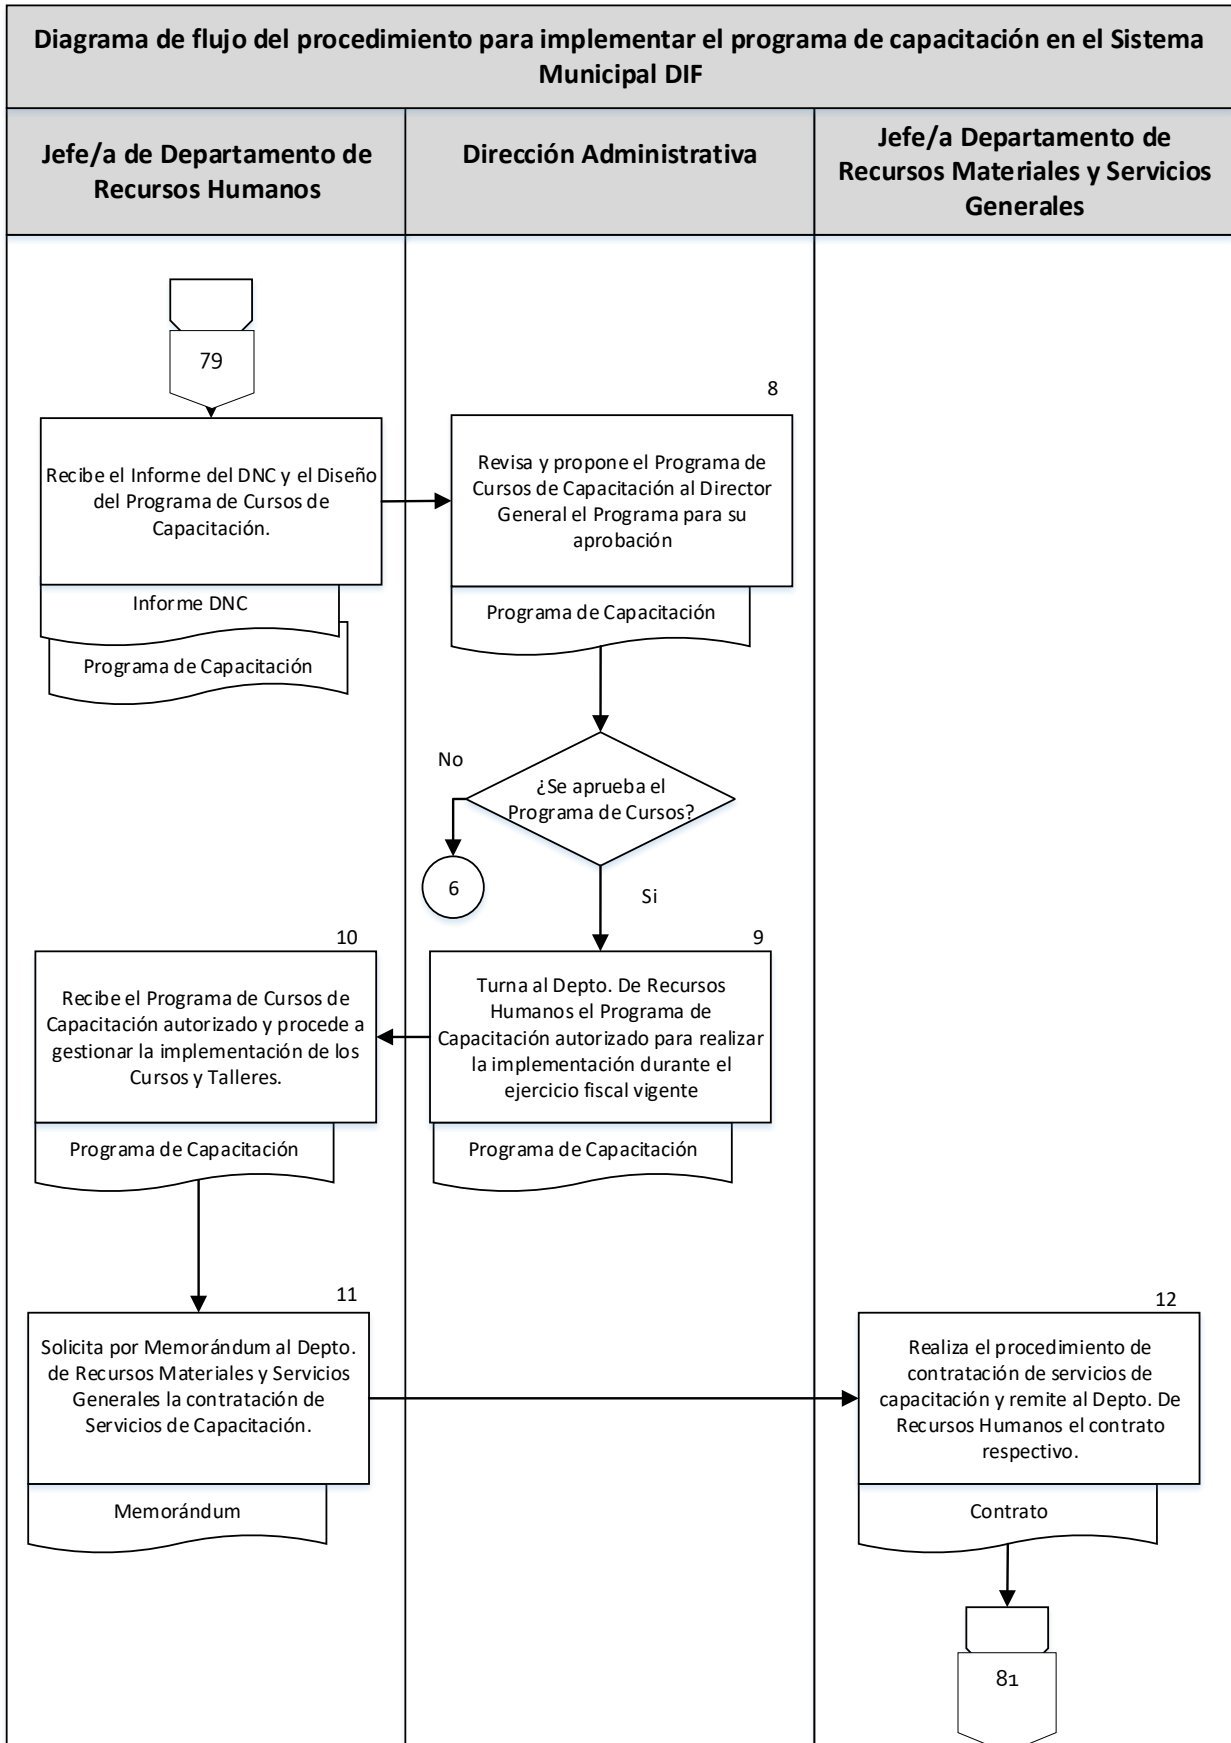 Diagrama de flujo del procedimiento para implementar el programa de capacitación en el Sistema
Municipal DIF
Jefe/a de Departamento de
Recursos Humanos
Dirección Administrativa
Jefe/a Departamento de
Recursos Materiales y Servicios
Generales
79
Recibe el Informe del DNC y el Diseño
del Programa de Cursos de
Capacitación.
Informe DNC
Programa de Capacitación
8
Revisa y propone el Programa de
Cursos de Capacitación al Director
General el Programa para su
aprobación
Programa de Capacitación
¿Se aprueba el
Programa de Cursos?
No
6
Si
9
Turna al Depto. De Recursos
Humanos el Programa de
Capacitación autorizado para realizar
la implementación durante el
ejercicio fiscal vigente
Programa de Capacitación
10
Recibe el Programa de Cursos de
Capacitación autorizado y procede a
gestionar la implementación de los
Cursos y Talleres.
Programa de Capacitación
11
Solicita por Memorándum al Depto.
de Recursos Materiales y Servicios
Generales la contratación de
Servicios de Capacitación.
Memorándum
12
Realiza el procedimiento de
contratación de servicios de
capacitación y remite al Depto. De
Recursos Humanos el contrato
respectivo.
Contrato
81